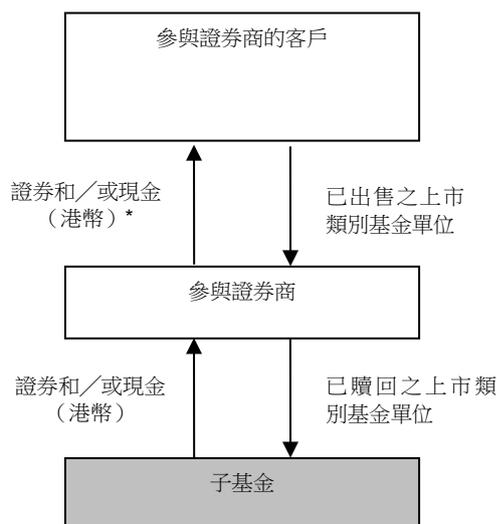 參與證券商的客戶
證券和／或現金
（港幣）*
已出售之上市
類別基金單位
參與證券商
證券和／或現金
（港幣）
已贖回之上市類
別基金單位
子基金